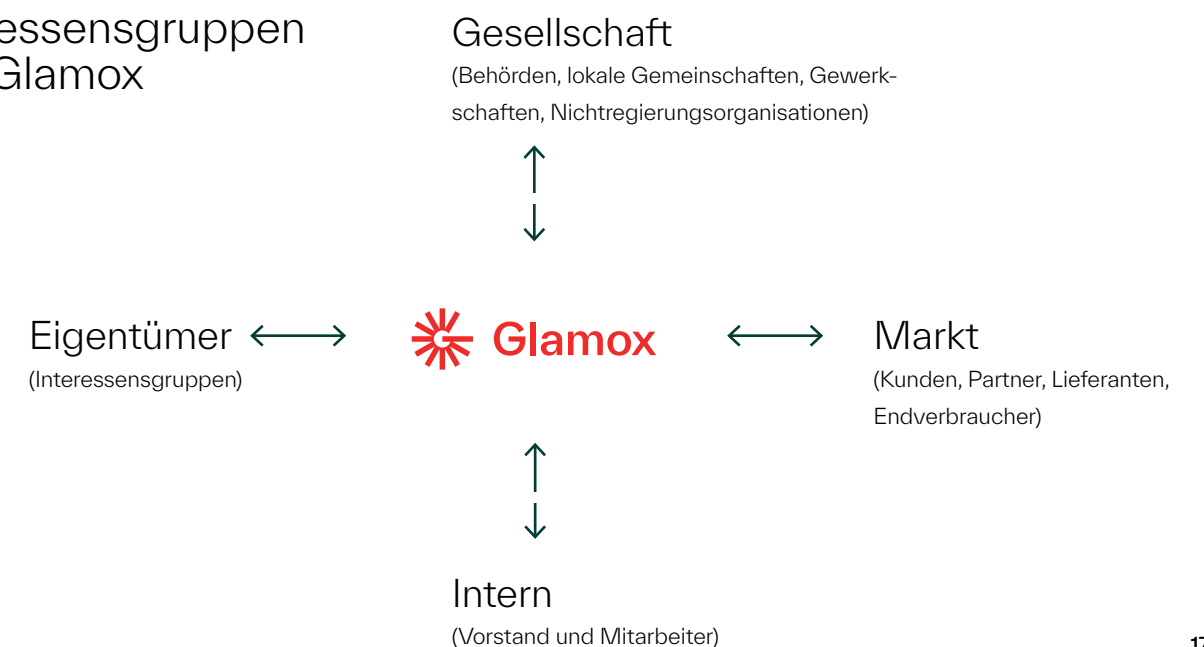 essensgruppen
Glamox
Gesellschaft
(Behörden, lokale Gemeinschaften, Gewerk-
schaften, Nichtregierungsorganisationen)
Eigentümer
(Interessensgruppen)
Glamox
Markt
(Kunden, Partner, Lieferanten,
Endverbraucher)
Intern
(Vorstand und Mitarbeiter)
17